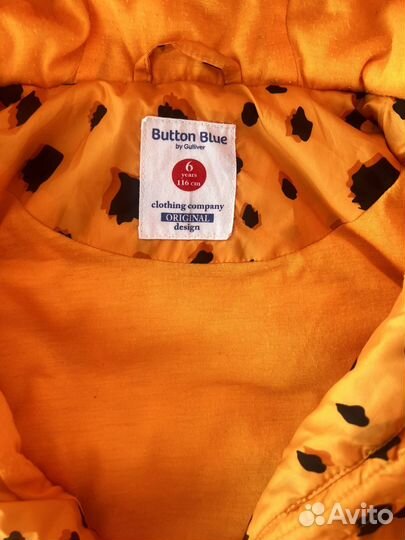 Button Blue
by Gulliver
6
years
116 cm
clothing company
ORIGINAL
design
Avito